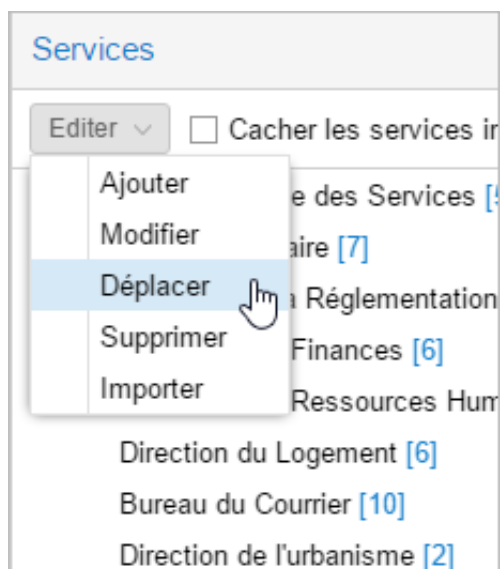 Services
Editer Cacher les services
Ajouter
e des Services
Modifier
aire [7]
Déplacer
Réglementation
Supprimer
Finances [6]
Importer
Ressources Hum
Direction du Logement [6]
Bureau du Courrier [10]
Direction de l'urbanisme [2]